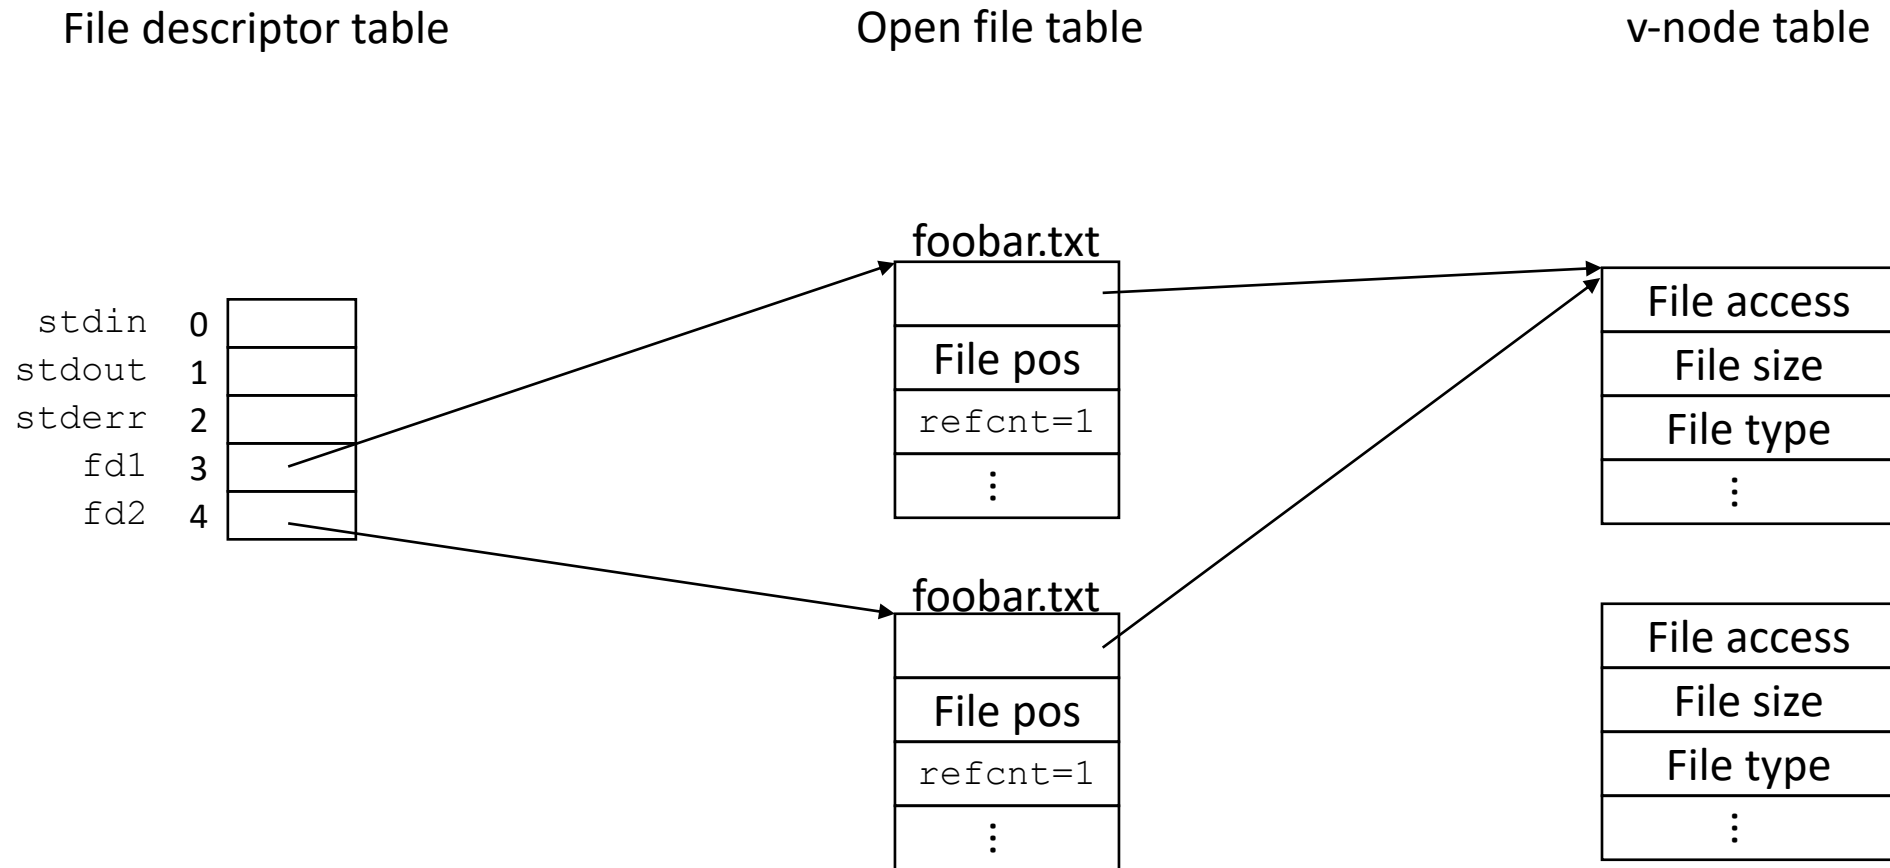 File descriptor table
Open file table
v-node table
stdin 0
stdout 1
stderr 2
fd1 3
fd2 4
foobar.txt
File pos
refcnt=1
⋮
foobar.txt
File pos
refcnt=1
⋮
File access
File size
File type
⋮
File access
File size
File type
⋮